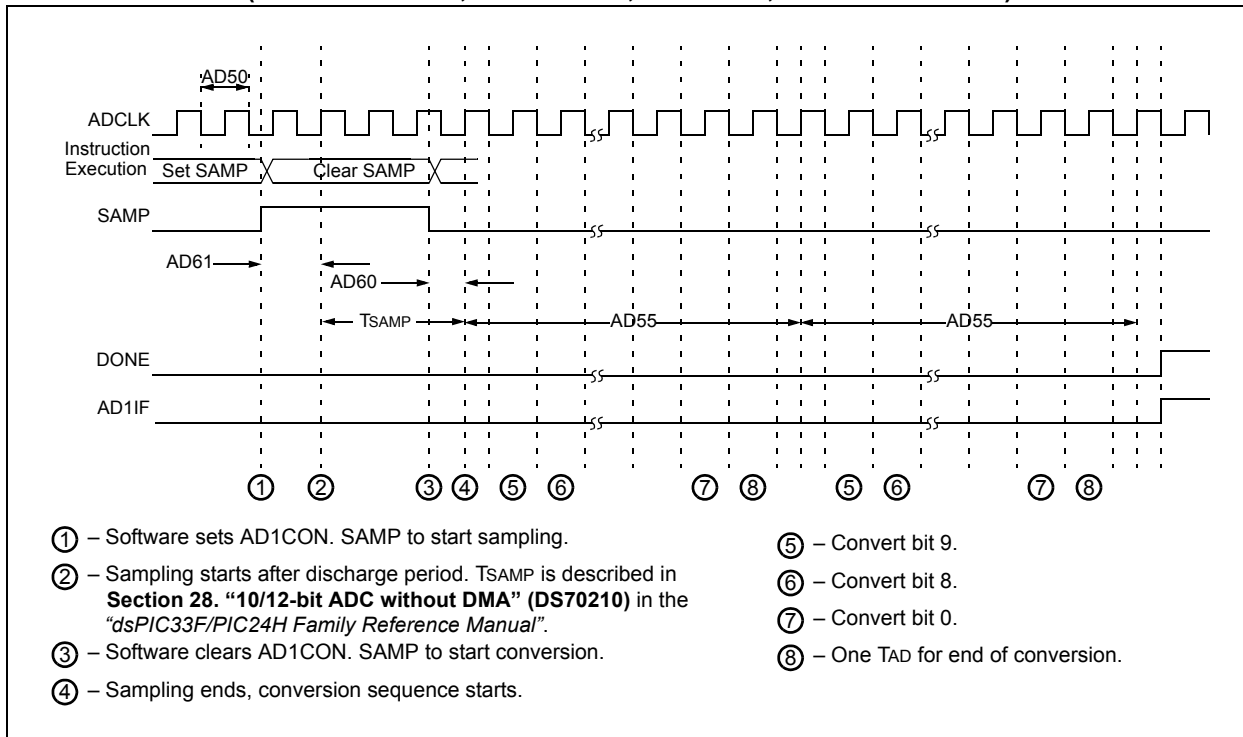 AD50
ADCLK
Instruction
Execution Set SAMP Clear SAMP
SAMP
AD61
AD60
TSAMP AD55 AD55
DONE
AD1IF
1 2 3 4 5 6 7 8 5 6 7 8
1 – Software sets AD1CON. SAMP to start sampling.
2 – Sampling starts after discharge period. TSAMP is described in
Section 28. “10/12-bit ADC without DMA” (DS70210) in the
“dsPIC33F/PIC24H Family Reference Manual”.
3 – Software clears AD1CON. SAMP to start conversion.
4 – Sampling ends, conversion sequence starts.
5 – Convert bit 9.
6 – Convert bit 8.
7 – Convert bit 0.
8 – One TAD for end of conversion.